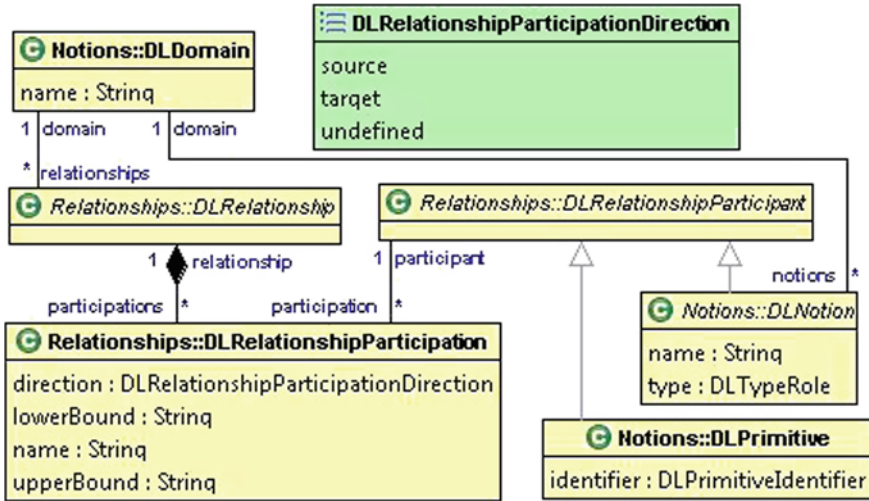 Notions::DLDomain
name : String
DLRelationshipParticipationDirection
source
target
undefined
1 domain
1 domain
* relationships
Relationships::DLRelationship
Relationships::DLRelationshipParticipant
1 relationship
1 participant
participations *
participation *
notions *
Relationships::DLRelationshipParticipation
direction : DLRelationshipParticipationDirection
lowerBound : String
name : String
upperBound : String
Notions::DLNotion
name : String
type : DLTypeRole
Notions::DLPrimitive
identifier : DLPrimitiveIdentifier